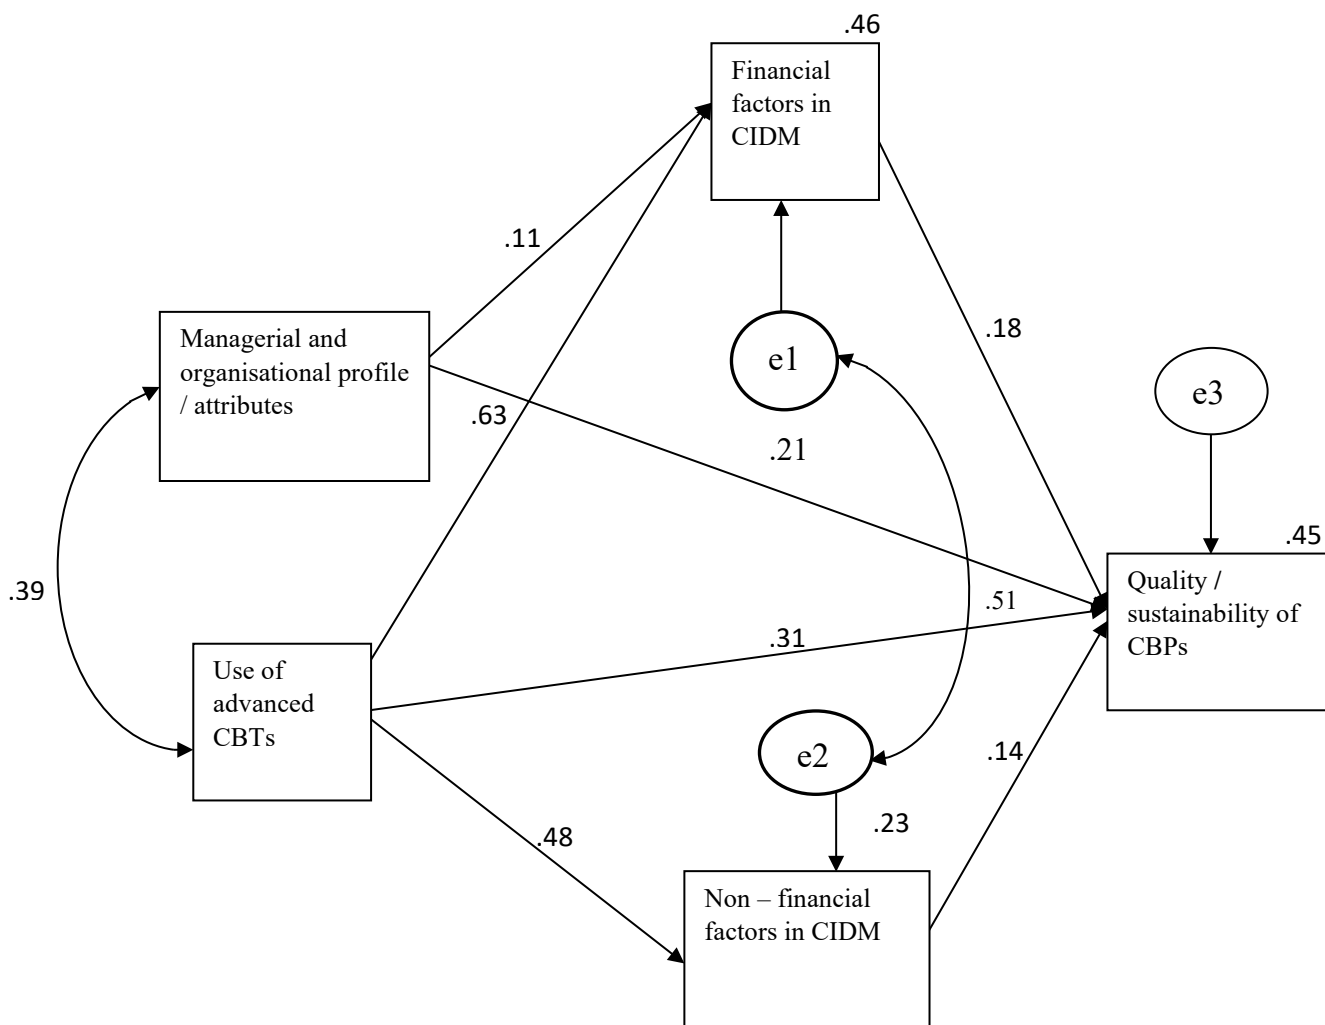 .46
Financial
factors in
CIDM
.11
Managerial and
organisational profile
/ attributes
e1
.18
e3
.63
.21
.45
Quality /
sustainability of
CBPs
.39
.51
.31
Use of
advanced
CBTs
e2
.14
.48
.23
Non – financial
factors in CIDM